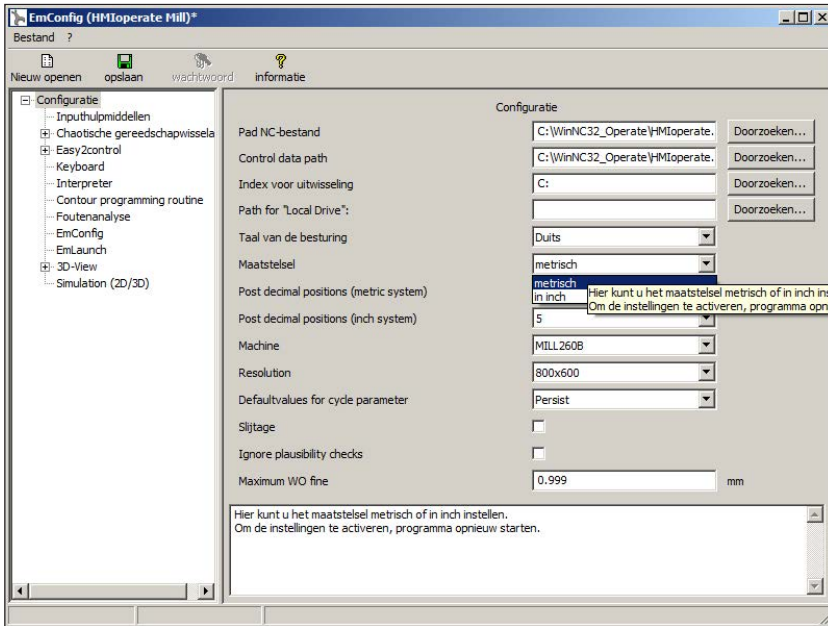 EmConfig (HMIoperate Mill)*
Bestand ?
Nieuw openen opslaan wachtwoord informatie
Configuratie
Inputhulpmiddellen
Chaotische gereedschapwissela
Easy2control
Keyboard
Interpreter
Contour programming routine
Foutenanalyse
EmConfig
EmLaunch
3D-View
Simulation (2D/3D)
Configuratie
Pad NC-bestand C:\WinNC32_Operate\HMIoperate. Doorzoeken...
Control data path C:\WinNC32_Operate\HMIoperate. Doorzoeken...
Index voor uitwisseling C: Doorzoeken...
Path for "Local Drive": Doorzoeken...
Taal van de besturing Duits
Maatstelsel metrisch
metrisch
Post decimal positions (metric system) in inch
Hier kunt u het maatstelsel metrisch of in inch ins
Om de instellingen te activeren, programma opn
Post decimal positions (inch system) 5
Machine MILL260B
Resolution 800x600
Defaultvalues for cycle parameter Persist
Slijtage
Ignore plausibility checks
Maximum WO fine 0.999 mm
Hier kunt u het maatstelsel metrisch of in inch instellen.
Om de instellingen te activeren, programma opnieuw starten.